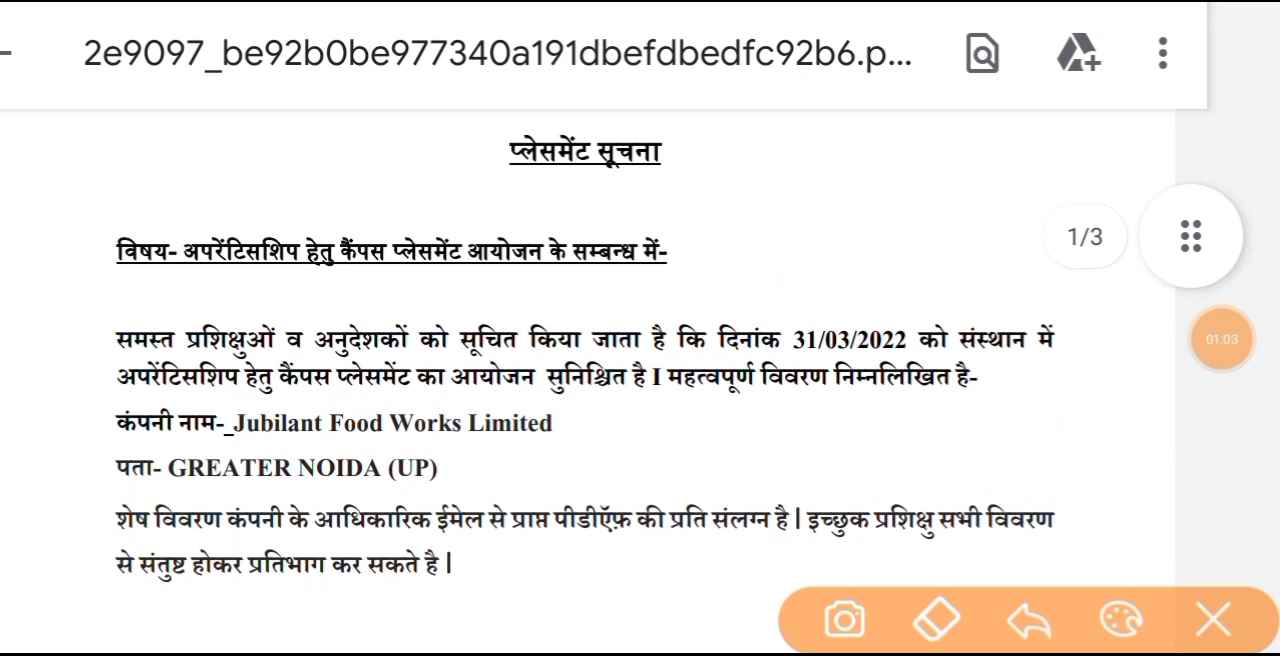 2e9097_be92b0be977340a191dbefdbedfc92b6.p...
प्लेसमेंट सूचना
विषय- अपरेंटिसशिप हेतु कैंपस प्लेसमेंट आयोजन के सम्बन्ध में-
1/3
01:03
समस्त प्रशिक्षुओं व अनुदेशकों को सूचित किया जाता है कि दिनांक 31/03/2022 को संस्थान में
अपरेंटिसशिप हेतु कैंपस प्लेसमेंट का आयोजन सुनिश्चित है I महत्वपूर्ण विवरण निम्नलिखित है-
कंपनी नाम-_Jubilant Food Works Limited
पता- GREATER NOIDA (UP)
शेष विवरण कंपनी के आधिकारिक ईमेल से प्राप्त पीडीऍफ़ की प्रति संलग्न है | इच्छुक प्रशिक्षु सभी विवरण
से संतुष्ट होकर प्रतिभाग कर सकते है |